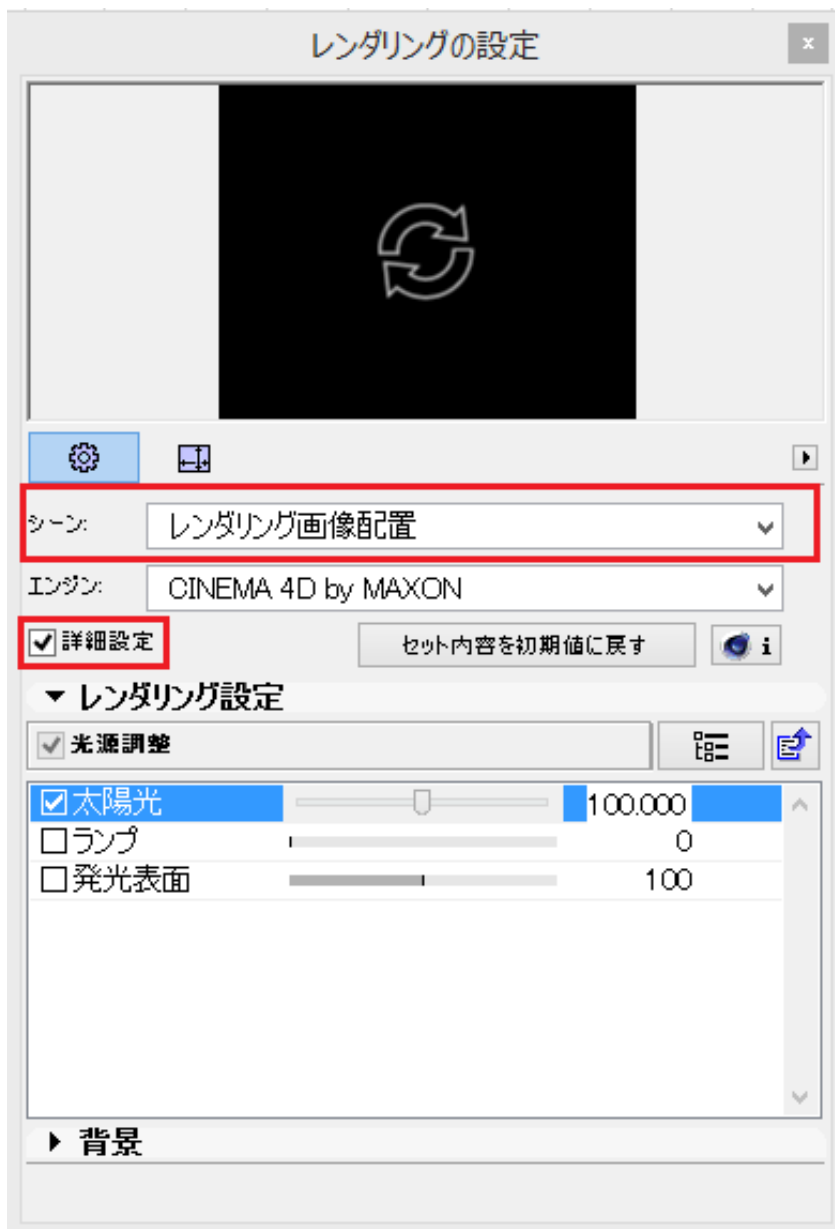 レンダリングの設定
x
シーン: レンダリング画像配置
エンジン: CINEMA 4D by MAXON
詳細設定 セット内容を初期値に戻す i
レンダリング設定
光源調整
太陽光 100.000
ランプ 0
発光表面 100
背景